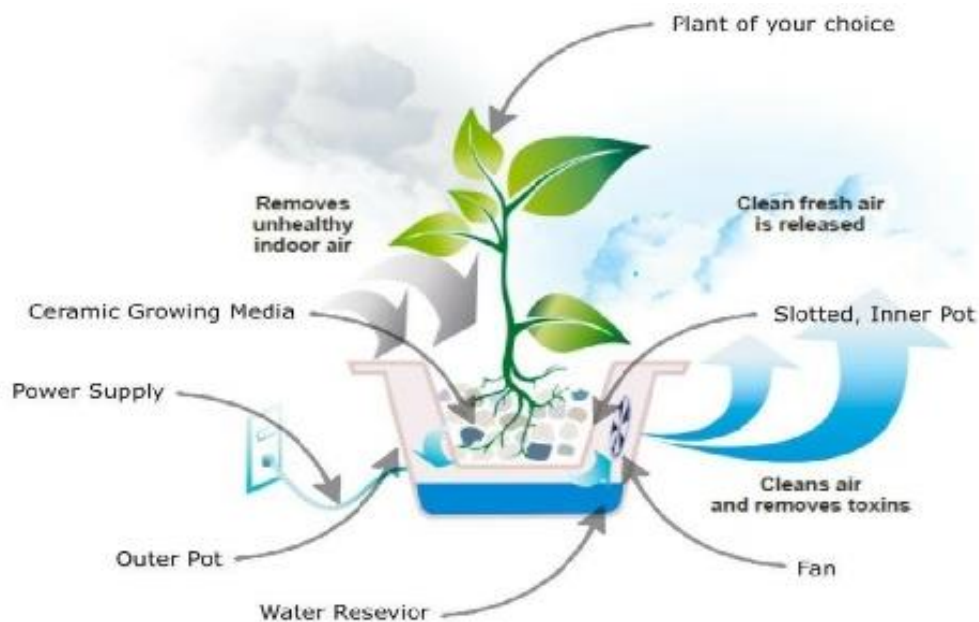 Plant of your choice
Removes
unhealthy
indoor air
Clean fresh air
is released
Ceramic Growing Media
Slotted, Inner Pot
Power Supply
Cleans air
and removes toxins
Outer Pot
Fan
Water Resevior